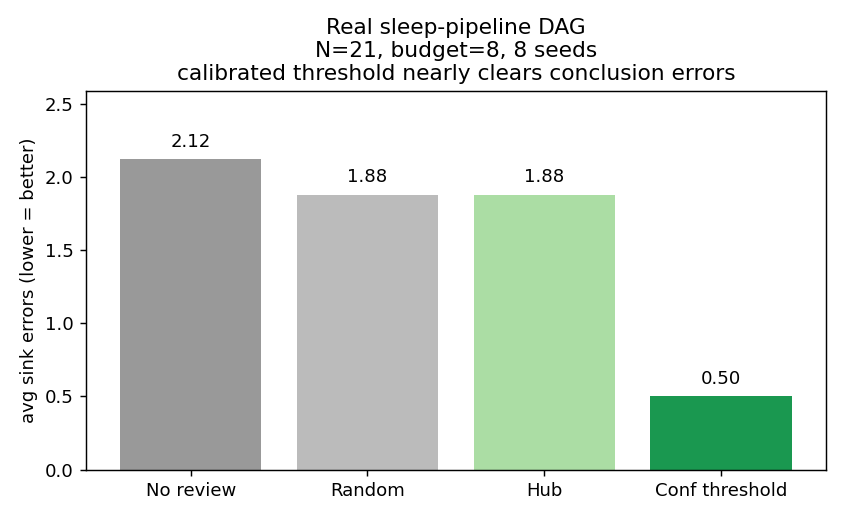 Real sleep-pipeline DAG
N=21, budget=8, 8 seeds
calibrated threshold nearly clears conclusion errors
avg sink errors (lower = better)
2.5
2.0
1.5
1.0
0.5
0.0
2.12
1.88
1.88
0.50
No review
Random
Hub
Conf threshold